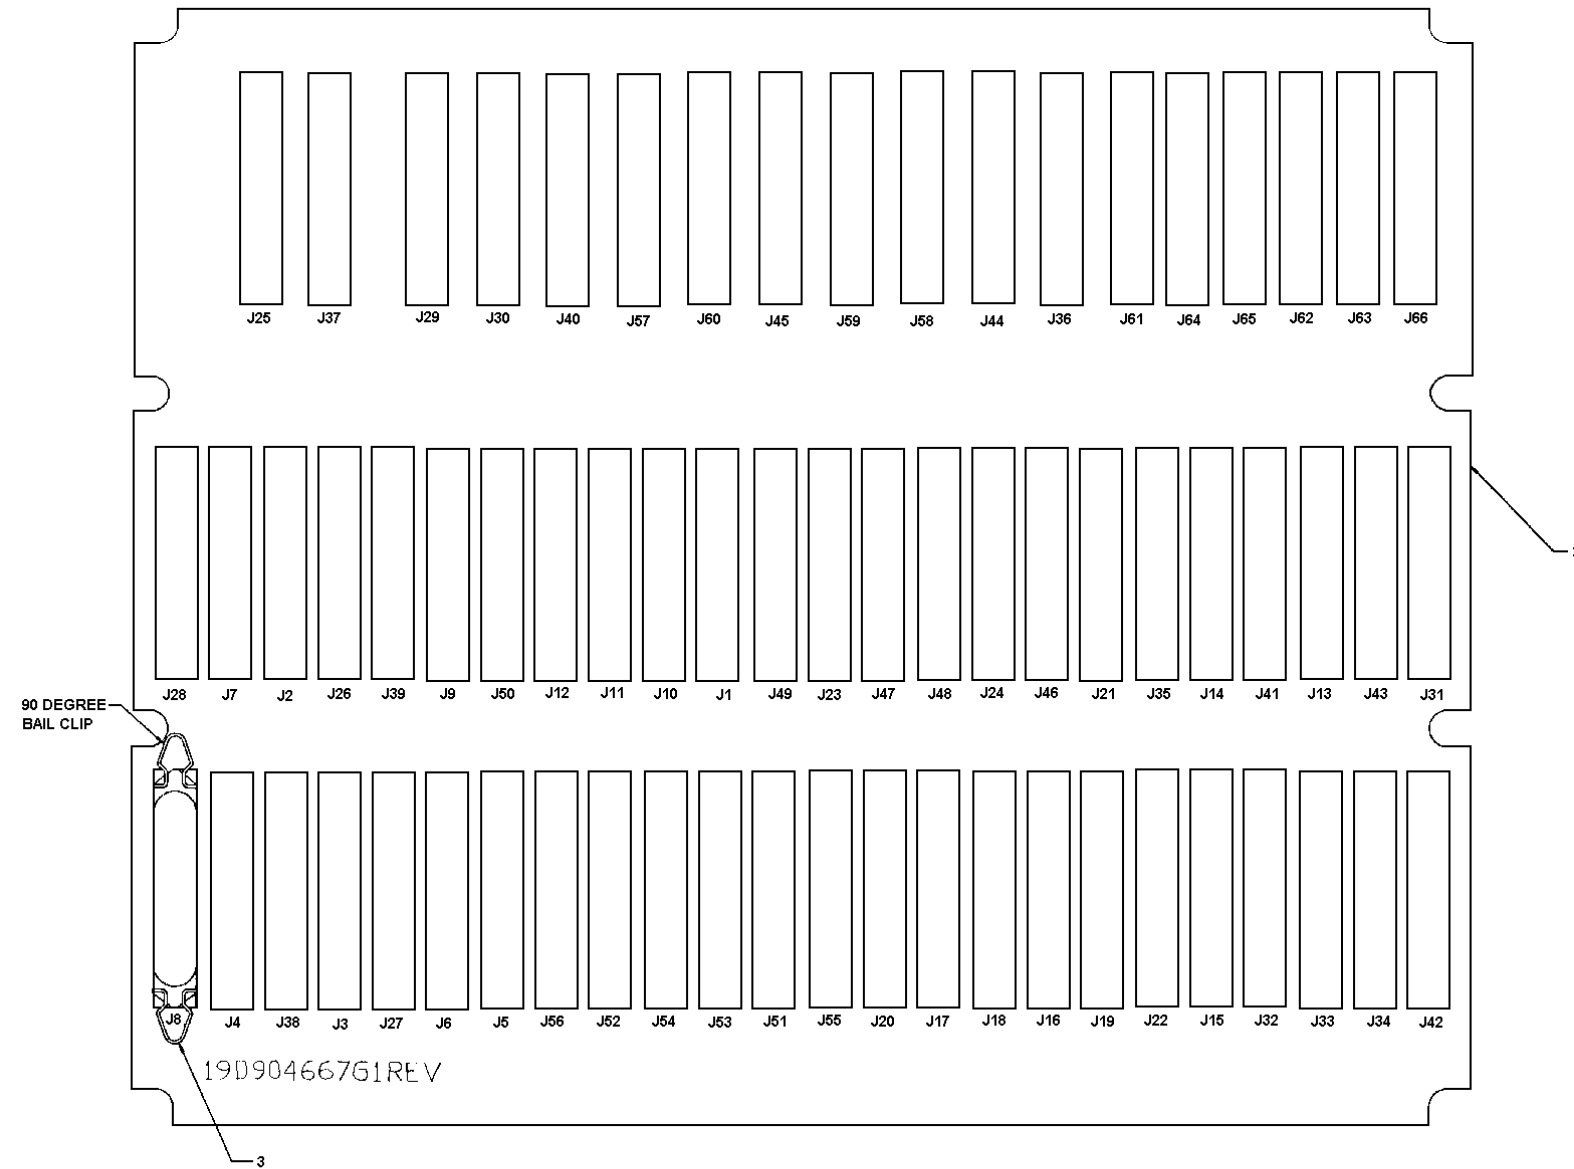 J25 J37 J29 J30 J40 J57 J60 J45 J59 J58 J44 J36 J61 J64 J65 J62 J63 J66
J28 J7 J2 J26 J39 J9 J50 J12 J11 J10 J1 J49 J23 J47 J48 J24 J46 J21 J35 J14 J41 J13 J43 J31
90 DEGREE
BAIL CLIP
J8 J4 J38 J3 J27 J6 J5 J56 J52 J54 J53 J51 J55 J20 J17 J18 J16 J19 J22 J15 J32 J33 J34 J42
19D904667G1REV
3